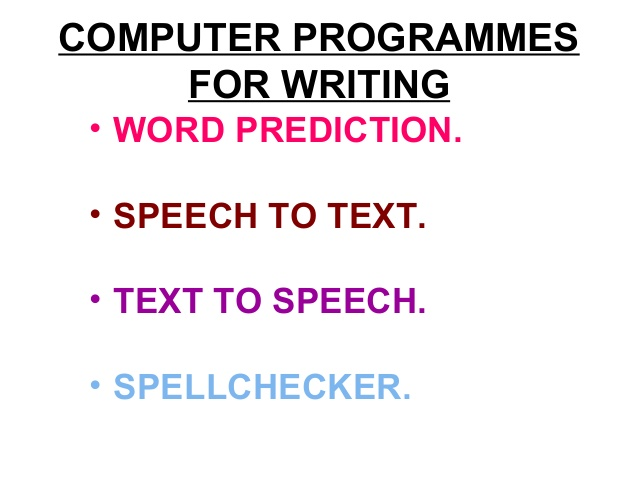 COMPUTER PROGRAMMES
FOR WRITING
• WORD PREDICTION.
• SPEECH TO TEXT.
• TEXT TO SPEECH.
• SPELLCHECKER.